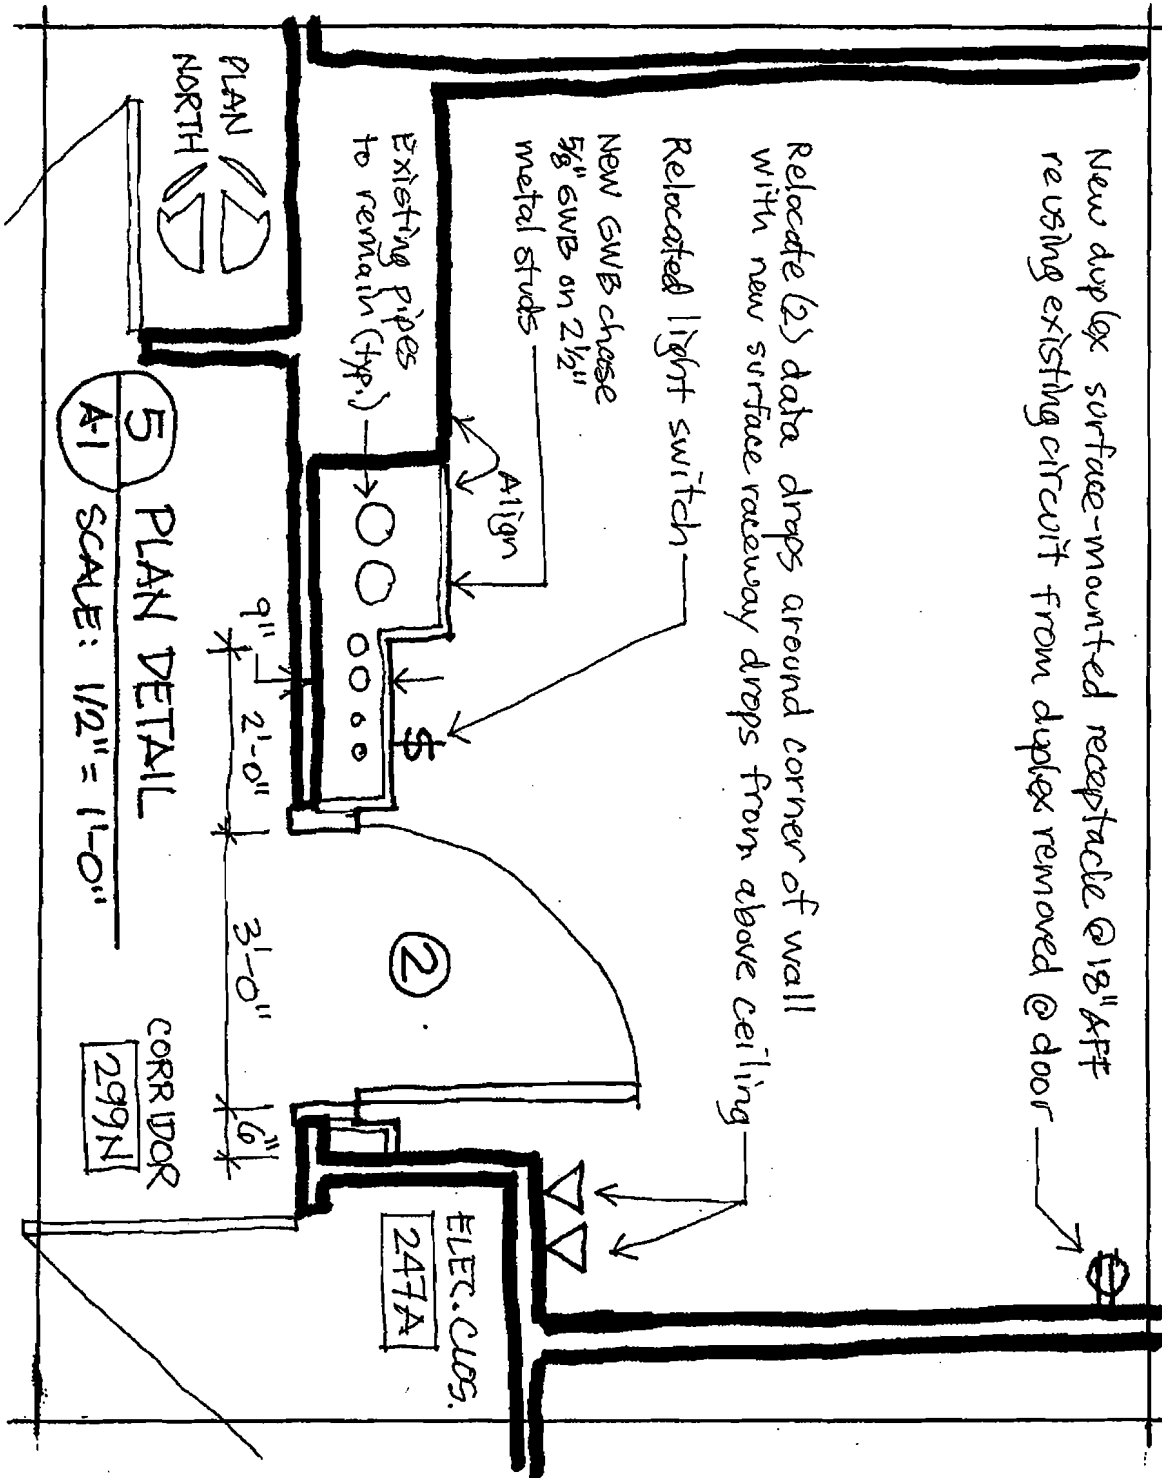 New duplex surface-mounted receptacle @ 18" AFF
reusing existing circuit from duplex removed @ door
Relocate (2) data drops around corner of wall
with new surface raceway drops from above ceiling
Relocated light switch
New GWB chase
5/8" GWB on 2 1/2"
metal studs
Align
Existing pipes
to remain (typ.)
$
9"
2'-0"
3'-0"
6"
2
ELEC. CLOS.
247A
CORRIDOR
299N
PLAN
NORTH
5
A-1
PLAN DETAIL
SCALE: 1/2" = 1'-0"